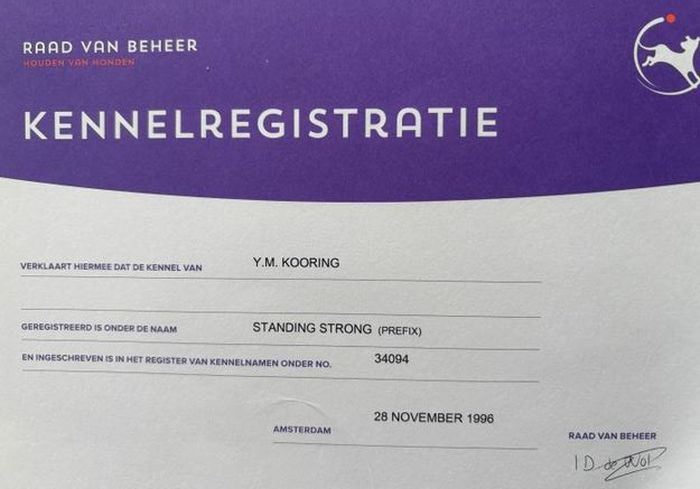 RAAD VAN BEHEER
HOUDEN VAN HONDEN
KENNELREGISTRATIE
VERKLAART HIERMEE DAT DE KENNEL VAN Y.M. KOORING
GEREGISTREERD IS ONDER DE NAAM STANDING STRONG (PREFIX)
EN INGESCHREVEN IS IN HET REGISTER VAN KENNELNAMEN ONDER NO. 34094
AMSTERDAM 28 NOVEMBER 1996
RAAD VAN BEHEER